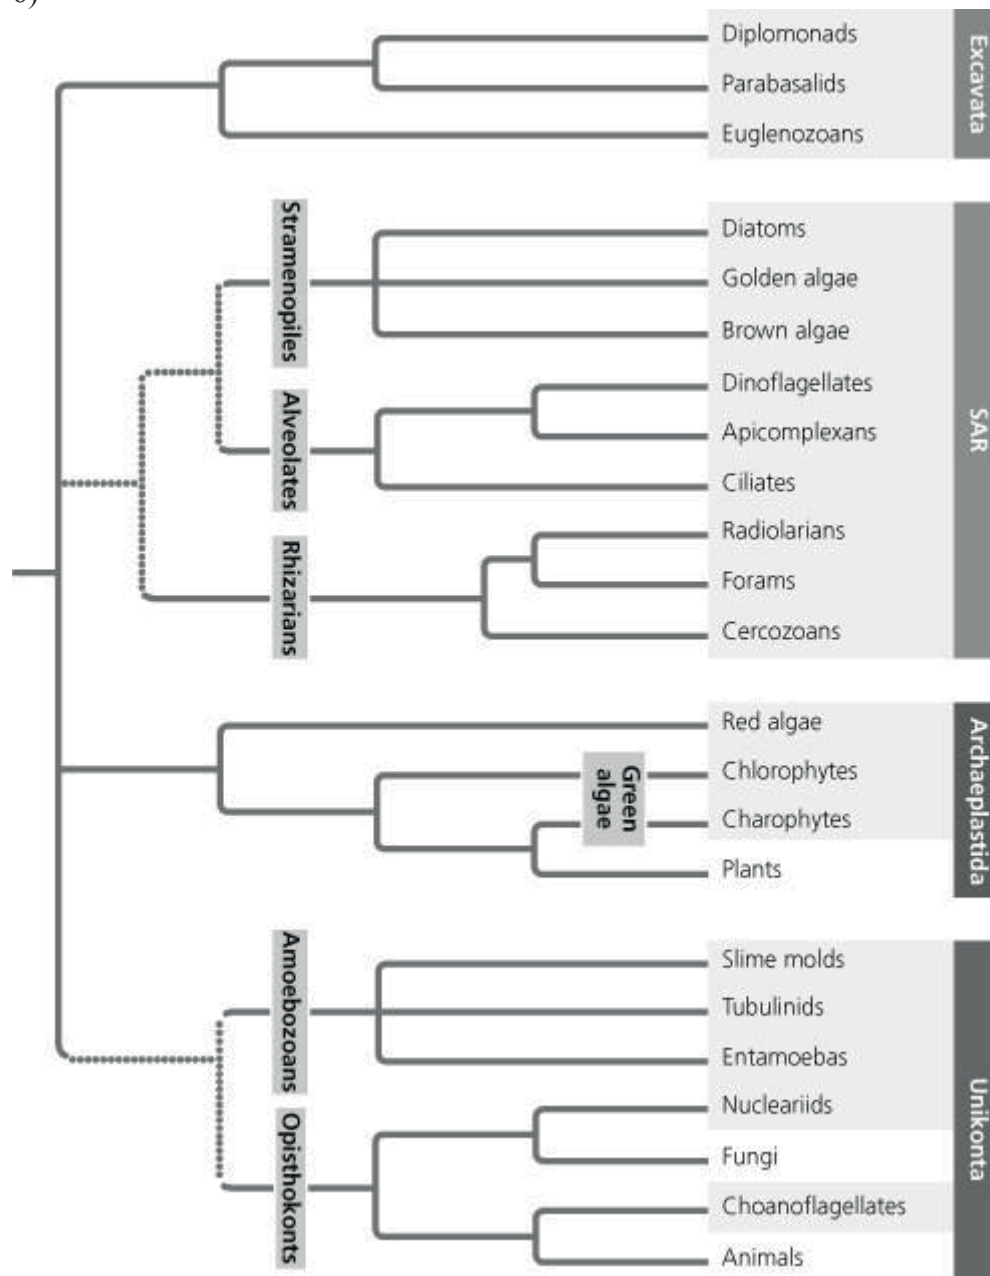 Diplomonads
Parabasalids
Euglenozoans
Excavata
Stramenopiles
Diatoms
Golden algae
Brown algae
Alveolates
Dinoflagellates
Apicomplexans
Ciliates
Rhizarians
Radiolarians
Forams
Cercozoans
SAR
Red algae
Green
algae
Chlorophytes
Charophytes
Plants
Archaeplastida
Amoebozoans
Slime molds
Tubulinids
Entamoebas
Opisthokonts
Nucleariids
Fungi
Choanoflagellates
Animals
Unikonta